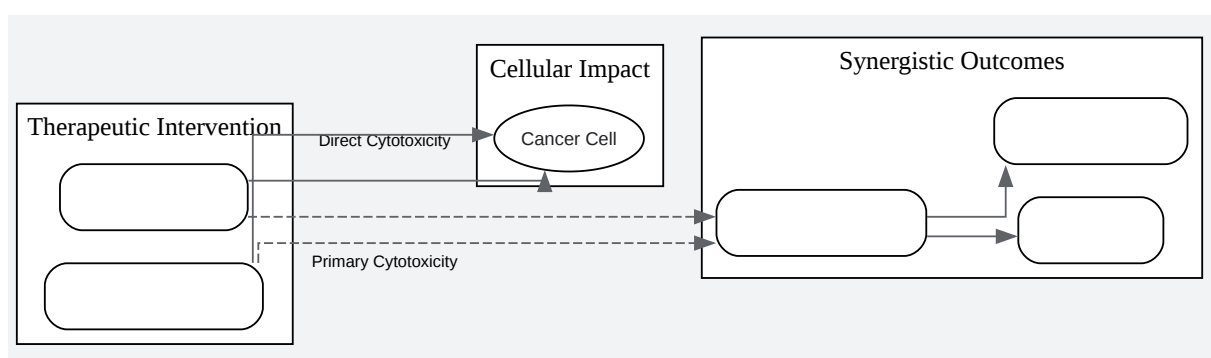 Therapeutic Intervention
Direct Cytotoxicity
Primary Cytotoxicity
Cellular Impact
Cancer Cell
Synergistic Outcomes